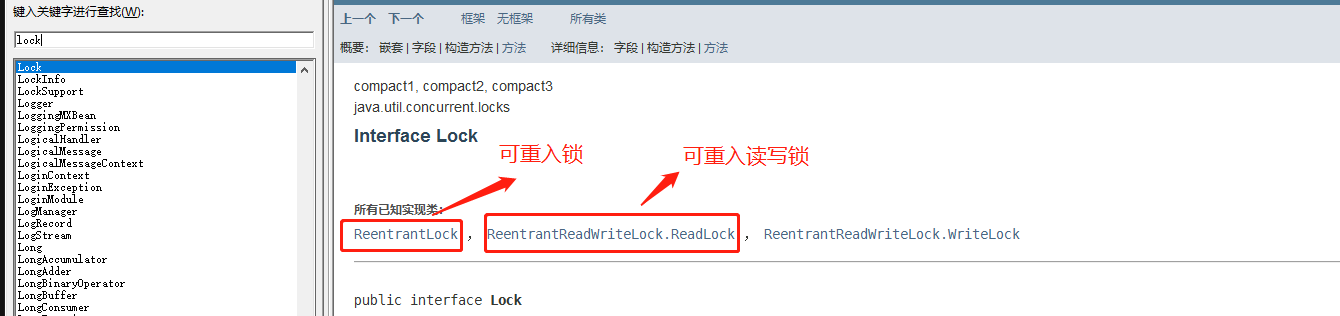 键入关键字进行查找(W):
lock
Lock
LockInfo
LockSupport
Logger
LoggingMXBean
LoggingPermission
LogicalHandler
LogicalMessage
LogicalMessageContext
LoginContext
LoginException
LoginModule
LogManager
LogRecord
LogStream
Long
LongAccumulator
LongAdder
LongBinaryOperator
LongBuffer
LongConsumer
上一个 下一个 框架 无框架 所有类
概要: 嵌套 | 字段 | 构造方法 | 方法 详细信息: 字段 | 构造方法 | 方法
compact1, compact2, compact3
java.util.concurrent.locks
Interface Lock
可重入锁 可重入读写锁
所有已知实现类:
ReentrantLock , ReentrantReadWriteLock.ReadLock , ReentrantReadWriteLock.WriteLock
public interface Lock